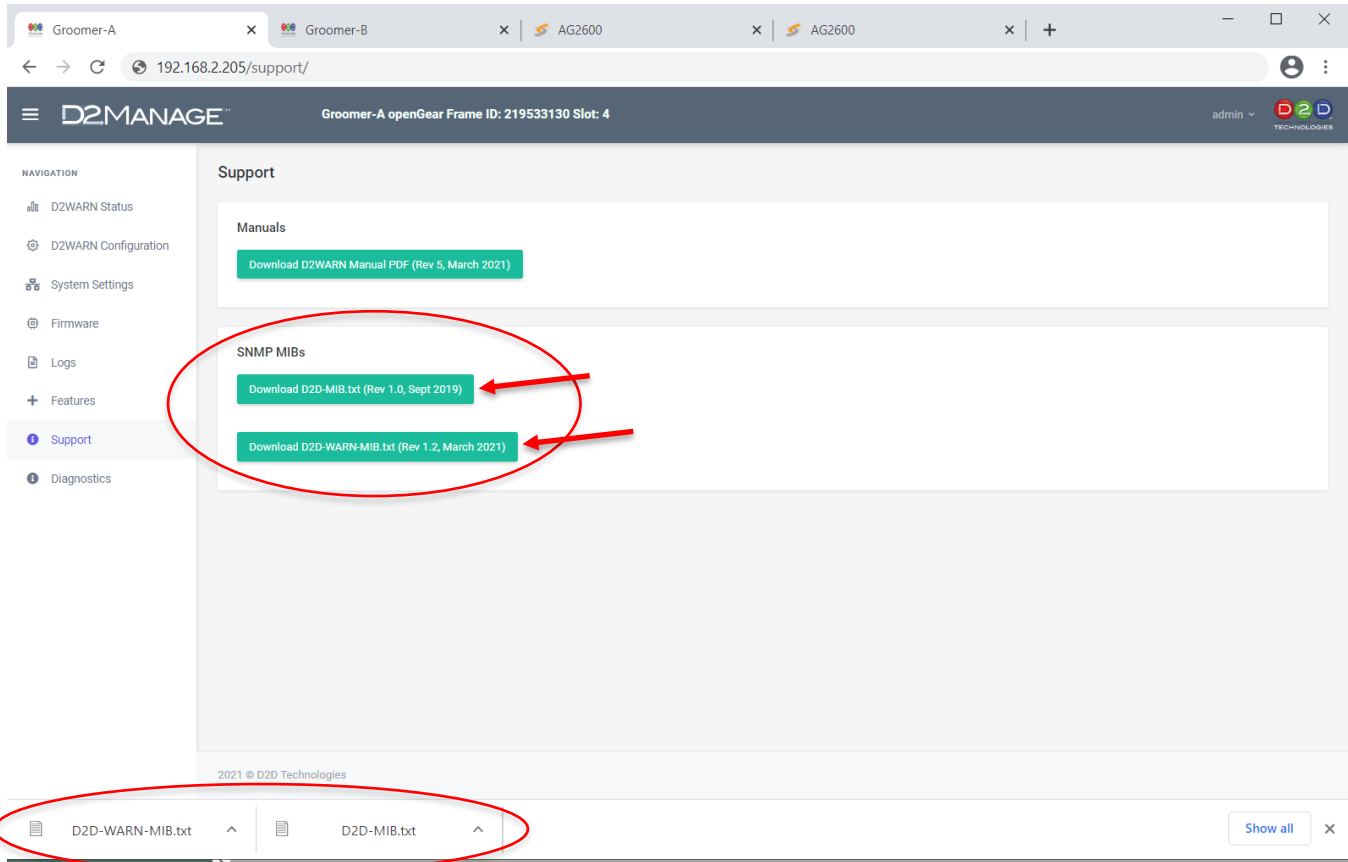 Groomer-A
Groomer-B
AG2600
AG2600
192.168.2.205/support/
D2MANAGE™
Groomer-A openGear Frame ID: 219533130 Slot: 4
admin
D2D
TECHNOLOGIES
NAVIGATION
D2WARN Status
D2WARN Configuration
System Settings
Firmware
Logs
Features
Support
Diagnostics
Support
Manuals
Download D2WARN Manual PDF (Rev 5, March 2021)
SNMP MIBs
Download D2D-MIB.txt (Rev 1.0, Sept 2019)
Download D2D-WARN-MIB.txt (Rev 1.2, March 2021)
2021 © D2D Technologies
D2D-WARN-MIB.txt
D2D-MIB.txt
Show all